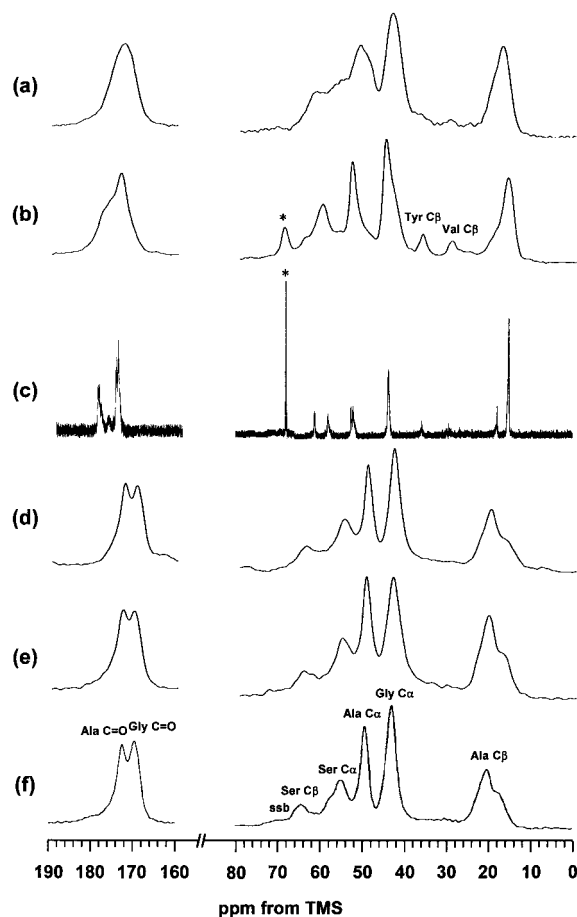 (a)
(b)
*
Tyr Cβ
Val Cβ
*
(c)
(d)
(e)
Gly Cα
Ala C=O Gly C=O
Ala Cα
Ala Cβ
(f)
Ser Cα
Ser Cβ
ssb
190 180 170 160 80 70 60 50 40 30 20 10 0
ppm from TMS